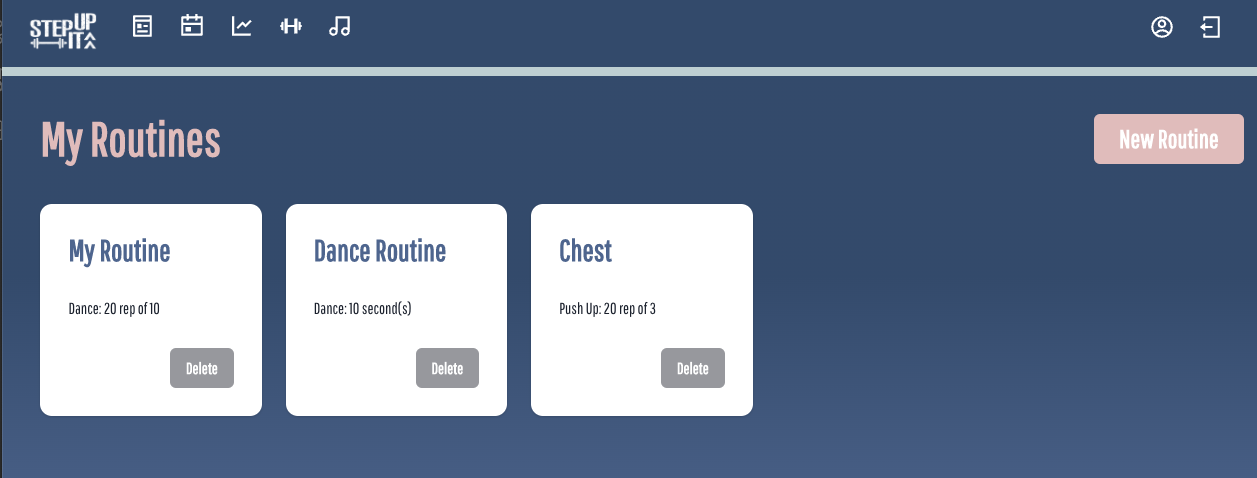 STEP UP
IT
My Routines
New Routine
My Routine
Dance Routine
Chest
Dance: 20 rep of 10
Dance: 10 second(s)
Push Up: 20 rep of 3
Delete
Delete
Delete